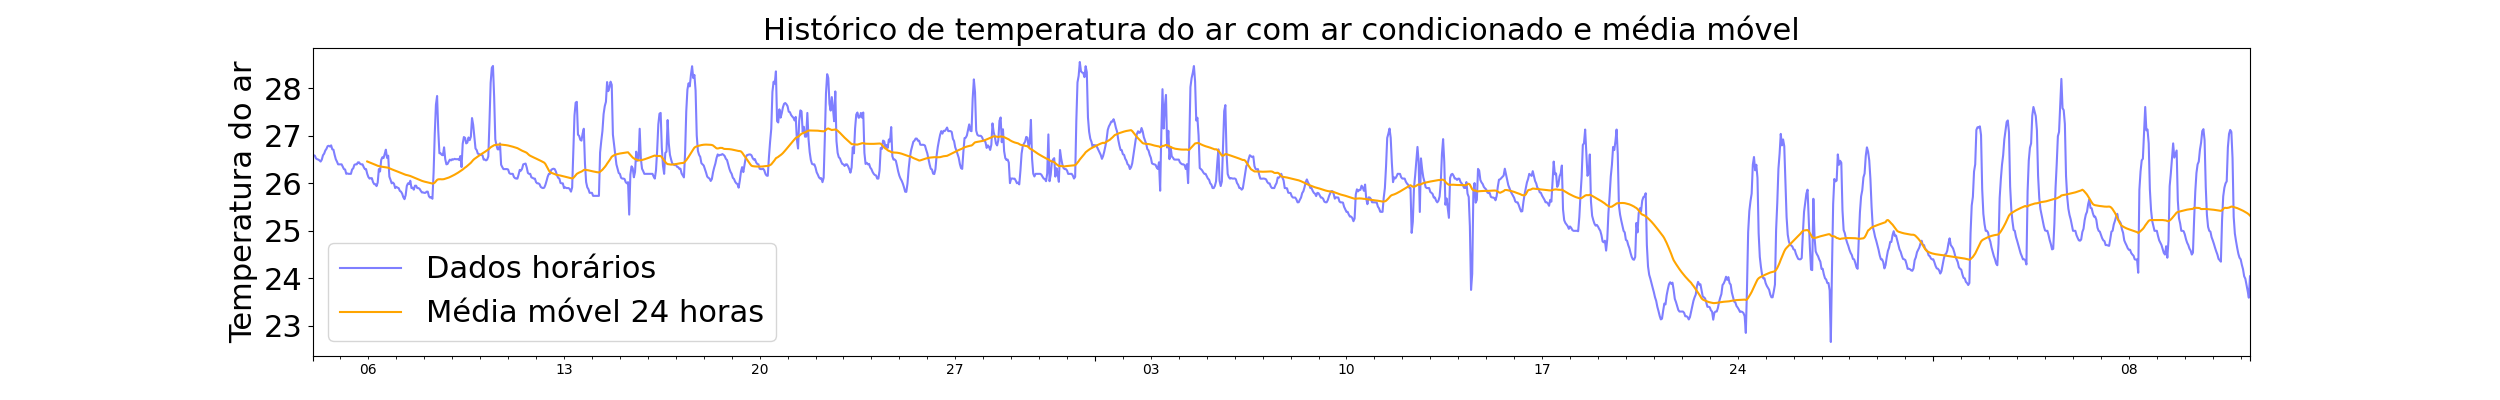 Histórico de temperatura do ar com ar condicionado e média móvel
Temperatura do ar
28
27
26
25
24
23
Dados horários
Média móvel 24 horas
06 13 20 27 03 10 17 24 08